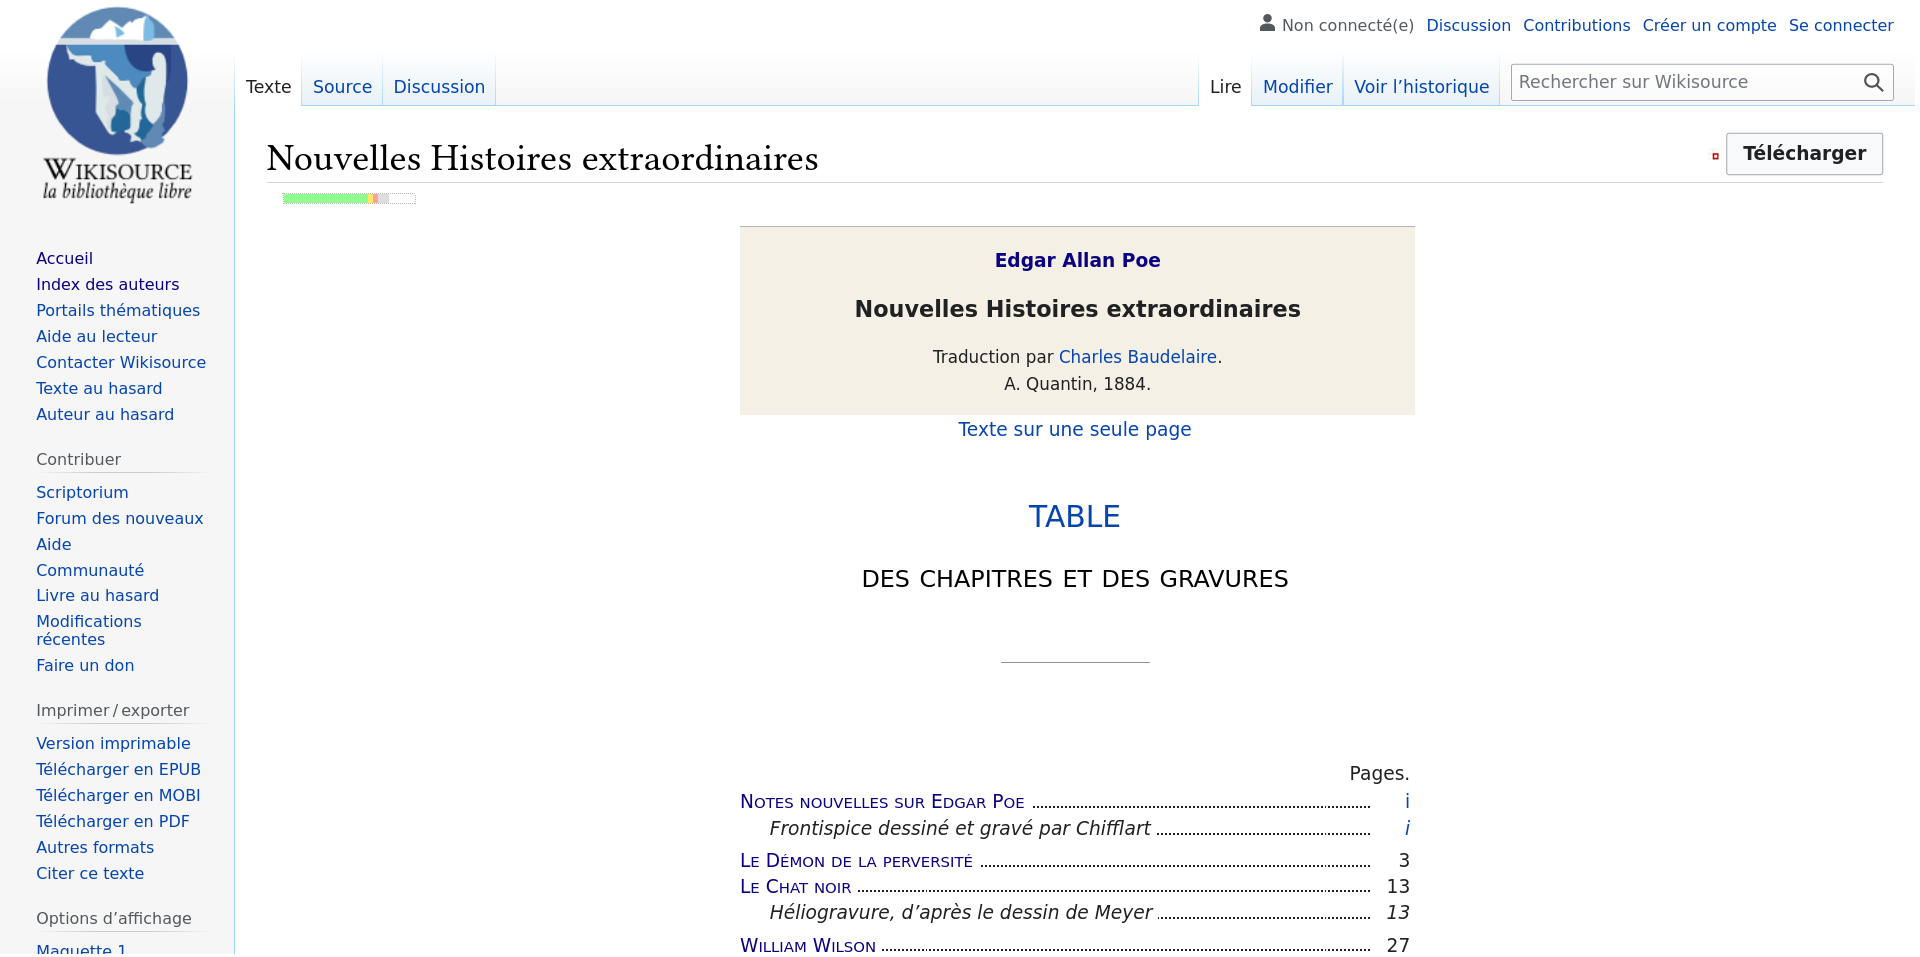 Non connecté(e) Discussion Contributions Créer un compte Se connecter
Texte Source Discussion Lire Modifier Voir l’historique Rechercher sur Wikisource
WIKISOURCE
la bibliothèque libre
Nouvelles Histoires extraordinaires
Télécharger
Accueil
Index des auteurs
Portails thématiques
Aide au lecteur
Contacter Wikisource
Texte au hasard
Auteur au hasard
Contribuer
Scriptorium
Forum des nouveaux
Aide
Communauté
Livre au hasard
Modifications
récentes
Faire un don
Imprimer / exporter
Version imprimable
Télécharger en EPUB
Télécharger en MOBI
Télécharger en PDF
Autres formats
Citer ce texte
Options d’affichage
Maquette 1
Edgar Allan Poe
Nouvelles Histoires extraordinaires
Traduction par Charles Baudelaire.
A. Quantin, 1884.
Texte sur une seule page
TABLE
DES CHAPITRES ET DES GRAVURES
Pages.
Notes nouvelles sur Edgar Poe i
Frontispice dessiné et gravé par Chifflart i
Le Démon de la perversité 3
Le Chat noir 13
Héliogravure, d’après le dessin de Meyer 13
William Wilson 27